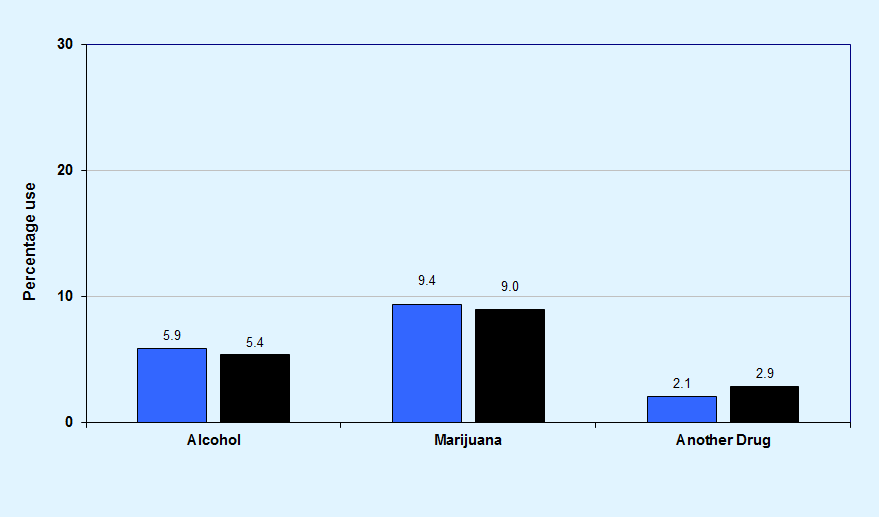 30
20
10
0
Percentage use
5.9
5.4
9.4
9.0
2.1
2.9
Alcohol
Marijuana
Another Drug